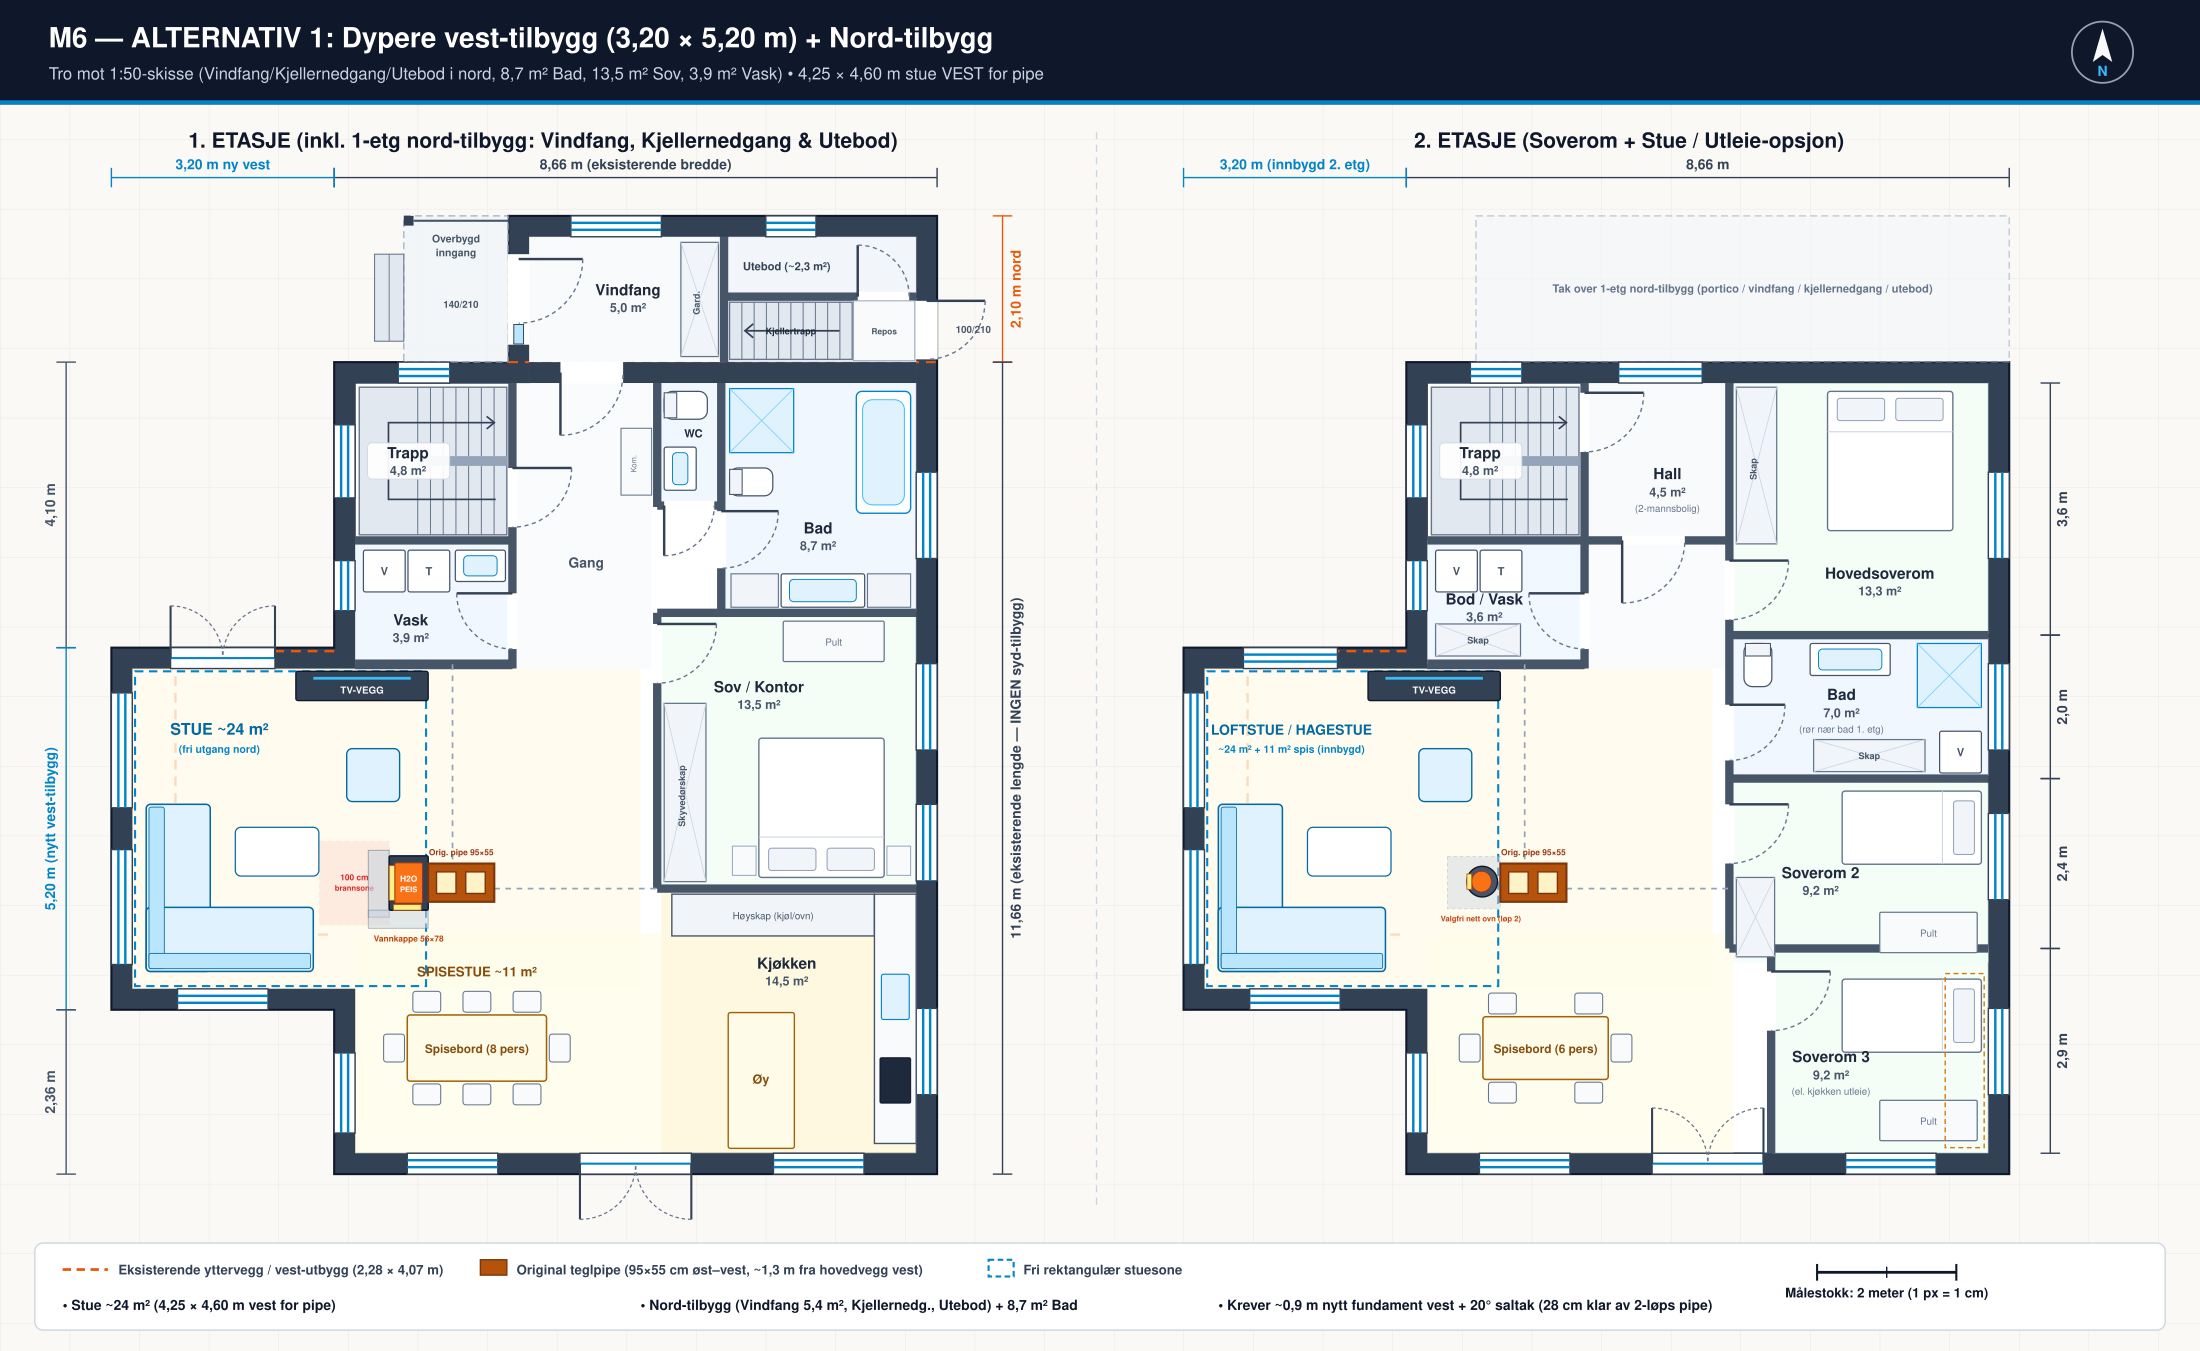 M6 — ALTERNATIV 1: Dypere vest-tilbygg (3,20 × 5,20 m) + Nord-tilbygg
Tro mot 1:50-skisse (Vindfang/Kjellernedgang/Utebod i nord, 8,7 m² Bad, 13,5 m² Sov, 3,9 m² Vask) • 4,25 × 4,60 m stue VEST for pipe
N
1. ETASJE (inkl. 1-etg nord-tilbygg: Vindfang, Kjellernedgang & Utebod)
3,20 m ny vest
8,66 m (eksisterende bredde)
Overbygd
inngang
140/210
Vindfang
5,0 m²
Gard.
Utebod (~2,3 m²)
Kjellertrapp
Repos
100/210
2,10 m nord
4,10 m
5,20 m (nytt vest-tilbygg)
2,36 m
11,66 m (eksisterende lengde — INGEN syd-tilbygg)
Trapp
4,8 m²
Kom.
WC
Bad
8,7 m²
Gang
V
T
Vask
3,9 m²
Pult
Sov / Kontor
13,5 m²
Skyvedørskap
TV-VEGG
STUE ~24 m²
(fri utgang nord)
Orig. pipe 95×55
100 cm
brannsone
H2O
PEIS
Vannkappe 55×78
SPISESTUE ~11 m²
Spisebord (8 pers)
Høyskap (kjøl/ovn)
Kjøkken
14,5 m²
Øy
2. ETASJE (Soverom + Stue / Utleie-opsjon)
3,20 m (innbygd 2. etg)
8,66 m
Tak over 1-etg nord-tilbygg (portico / vindfang / kjellernedgang / utebod)
Trapp
4,8 m²
Hall
4,5 m²
(2-mannsbolig)
Skap
Hovedsoverom
13,3 m²
V
T
Bod / Vask
3,6 m²
Skap
Bad
7,0 m²
(rør nær bad 1. etg)
Skap
V
TV-VEGG
LOFTSTUE / HAGESTUE
~24 m² + 11 m² spis (innbygd)
Orig. pipe 95×55
Valgfri nett ovn (løp 2)
Soverom 2
9,2 m²
Pult
Spisebord (6 pers)
Soverom 3
9,2 m²
(el. kjøkken utleie)
Pult
3,6 m
2,0 m
2,4 m
2,9 m
Eksisterende yttervegg / vest-utbygg (2,28 × 4,07 m)
Original teglpipe (95×55 cm øst–vest, ~1,3 m fra hovedvegg vest)
Fri rektangulær stuesone
Målestokk: 2 meter (1 px = 1 cm)
• Stue ~24 m² (4,25 × 4,60 m vest for pipe)
• Nord-tilbygg (Vindfang 5,4 m², Kjellernedg., Utebod) + 8,7 m² Bad
• Krever ~0,9 m nytt fundament vest + 20° saltak (28 cm klar av 2-løps pipe)